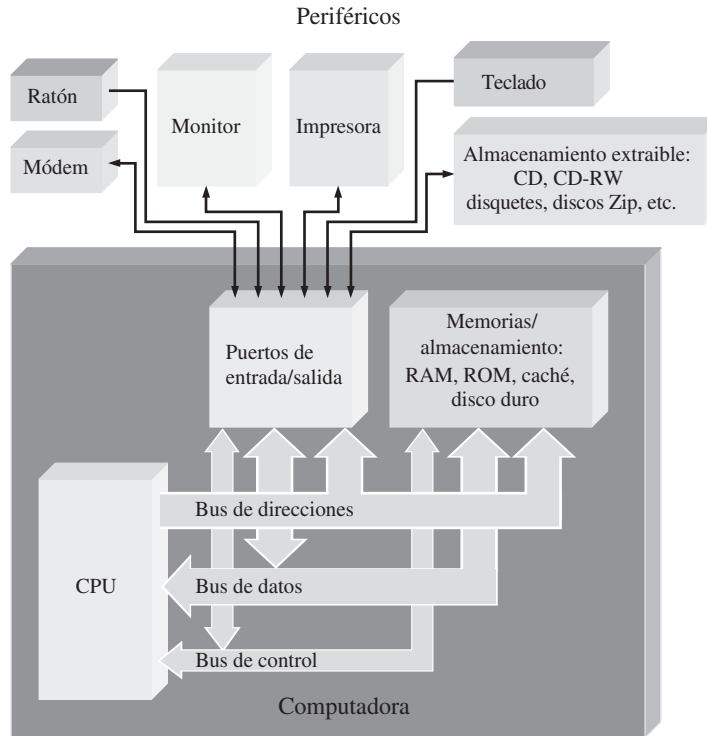 Periféricos
Ratón
Módem
Monitor
Impresora
Teclado
Almacenamiento extraible:
CD, CD-RW
disquetes, discos Zip, etc.
Puertos de
entrada/salida
Memorias/
almacenamiento:
RAM, ROM, caché,
disco duro
CPU
Bus de direcciones
Bus de datos
Bus de control
Computadora